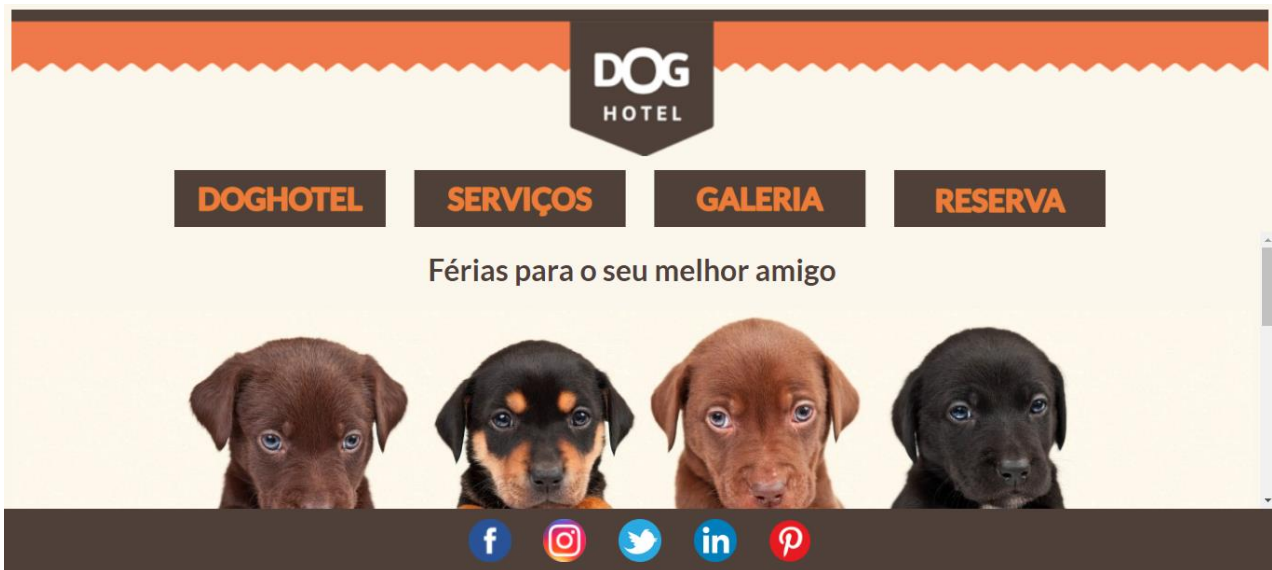 DOG
HOTEL
DOGHOTEL SERVIÇOS GALERIA RESERVA
Férias para o seu melhor amigo